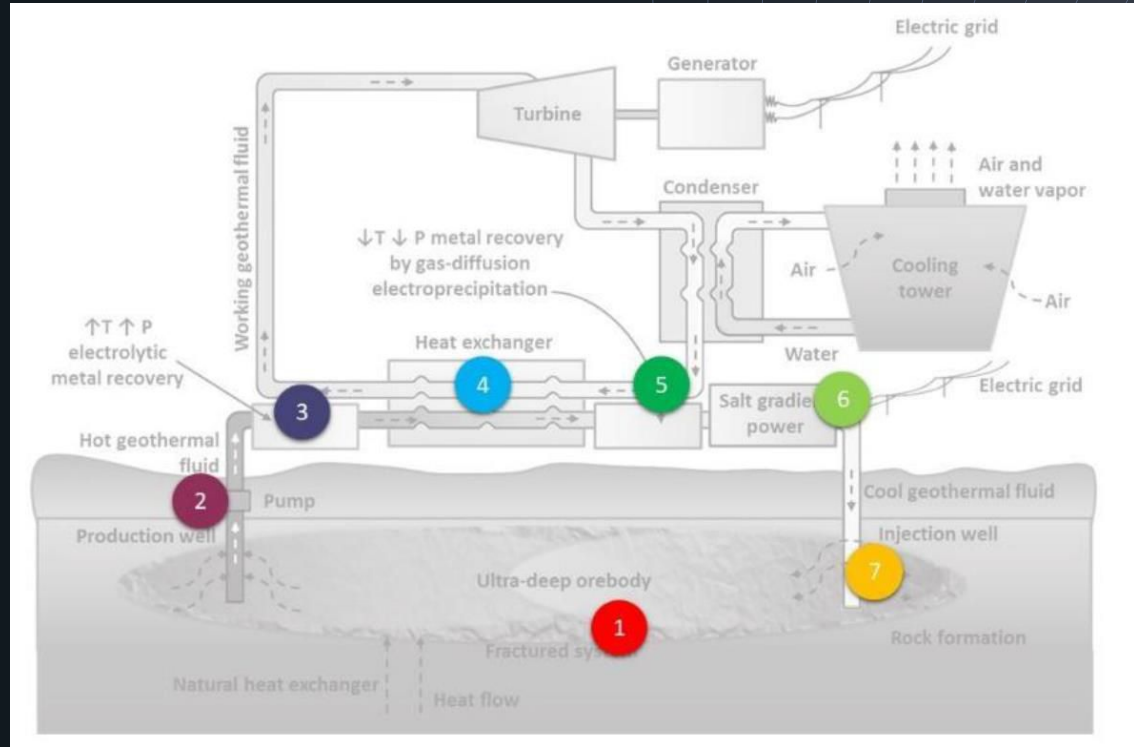 Electric grid
Generator
Turbine
Working geothermal fluid
Condenser
Air and
water vapor
↓T ↓ P metal recovery
by gas-diffusion
electroprecipitation
Air
Cooling
tower
Air
↑T ↑ P
electrolytic
metal recovery
Heat exchanger
Water
4
5
3
Salt
power
6
Electric grid
Hot geothermal
fluid
2
Pump
Cool geothermal fluid
Production well
Injection well
Ultra-deep orebody
7
1
Fractured
Rock formation
Natural heat exchanger
Heat flow